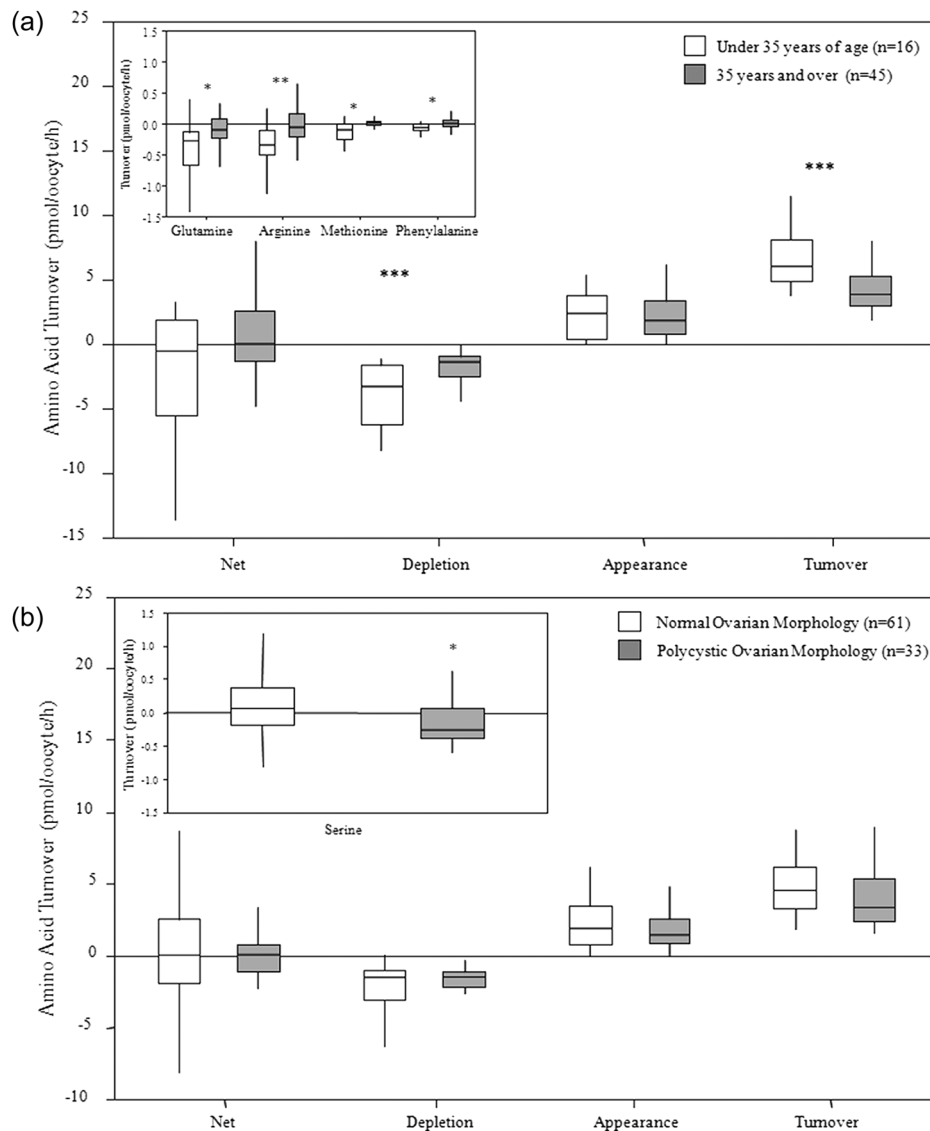 (a)
Amino Acid Turnover (pmol/oocyte/h)
25
20
15
10
5
0
-5
-10
-15
Under 35 years of age (n=16)
35 years and over (n=45)
Turnover (pmol/oocyte/h)
1.5
1.0
0.5
0.0
-0.5
-1.0
-1.5
* ** * *
Glutamine Arginine Methionine Phenylalanine
***
***
Net Depletion Appearance Turnover
(b)
Amino Acid Turnover (pmol/oocyte/h)
25
20
15
10
5
0
-5
-10
Normal Ovarian Morphology (n=61)
Polycystic Ovarian Morphology (n=33)
Turnover (pmol/oocyte/h)
1.5
1.0
0.5
0.0
-0.5
-1.0
-1.5
*
Serine
Net Depletion Appearance Turnover